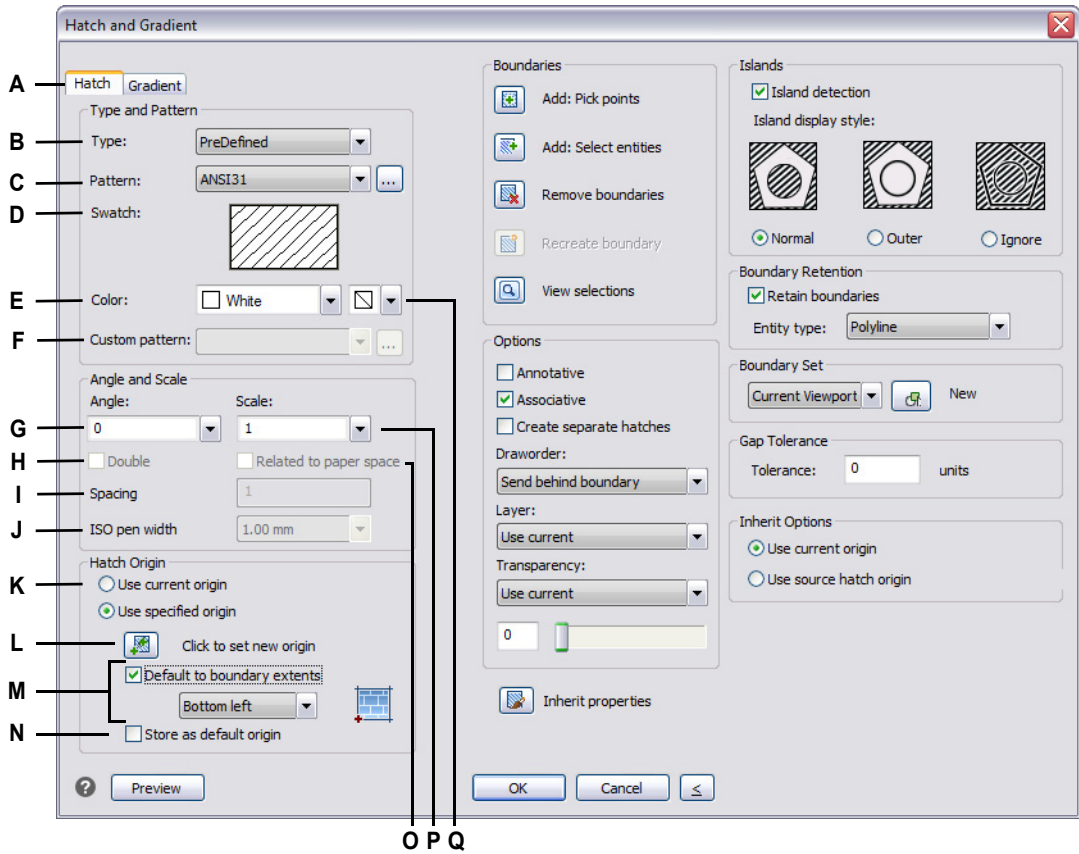 Hatch and Gradient
A
Hatch
Gradient
Type and Pattern
B
Type:
PreDefined
C
Pattern:
ANSI31
...
D
Swatch:
E
Color:
White
F
Custom pattern:
...
Angle and Scale
Angle:
Scale:
G
0
1
H
Double
Related to paper space
I
Spacing
1
J
ISO pen width
1.00 mm
Hatch Origin
K
Use current origin
Use specified origin
L
Click to set new origin
M
Default to boundary extents
Bottom left
N
Store as default origin
?
Preview
Boundaries
Add: Pick points
Add: Select entities
Remove boundaries
Recreate boundary
View selections
Options
Annotative
Associative
Create separate hatches
Draworder:
Send behind boundary
Layer:
Use current
Transparency:
Use current
0
Inherit properties
OK
Cancel
<
Islands
Island detection
Island display style:
Normal
Outer
Ignore
Boundary Retention
Retain boundaries
Entity type:
Polyline
Boundary Set
Current Viewport
New
Gap Tolerance
Tolerance:
0
units
Inherit Options
Use current origin
Use source hatch origin
O P Q